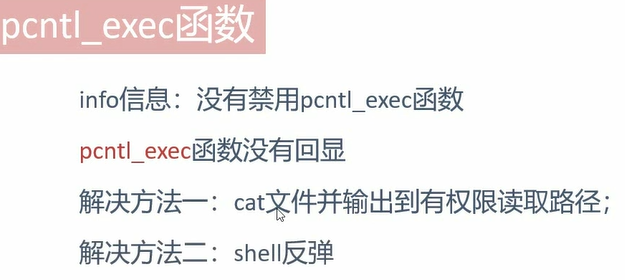 pcntl_exec函数
info信息：没有禁用pcntl_exec函数
pcntl_exec函数没有回显
解决方法一：cat文件并输出到有权限读取路径；
解决方法二：shell反弹